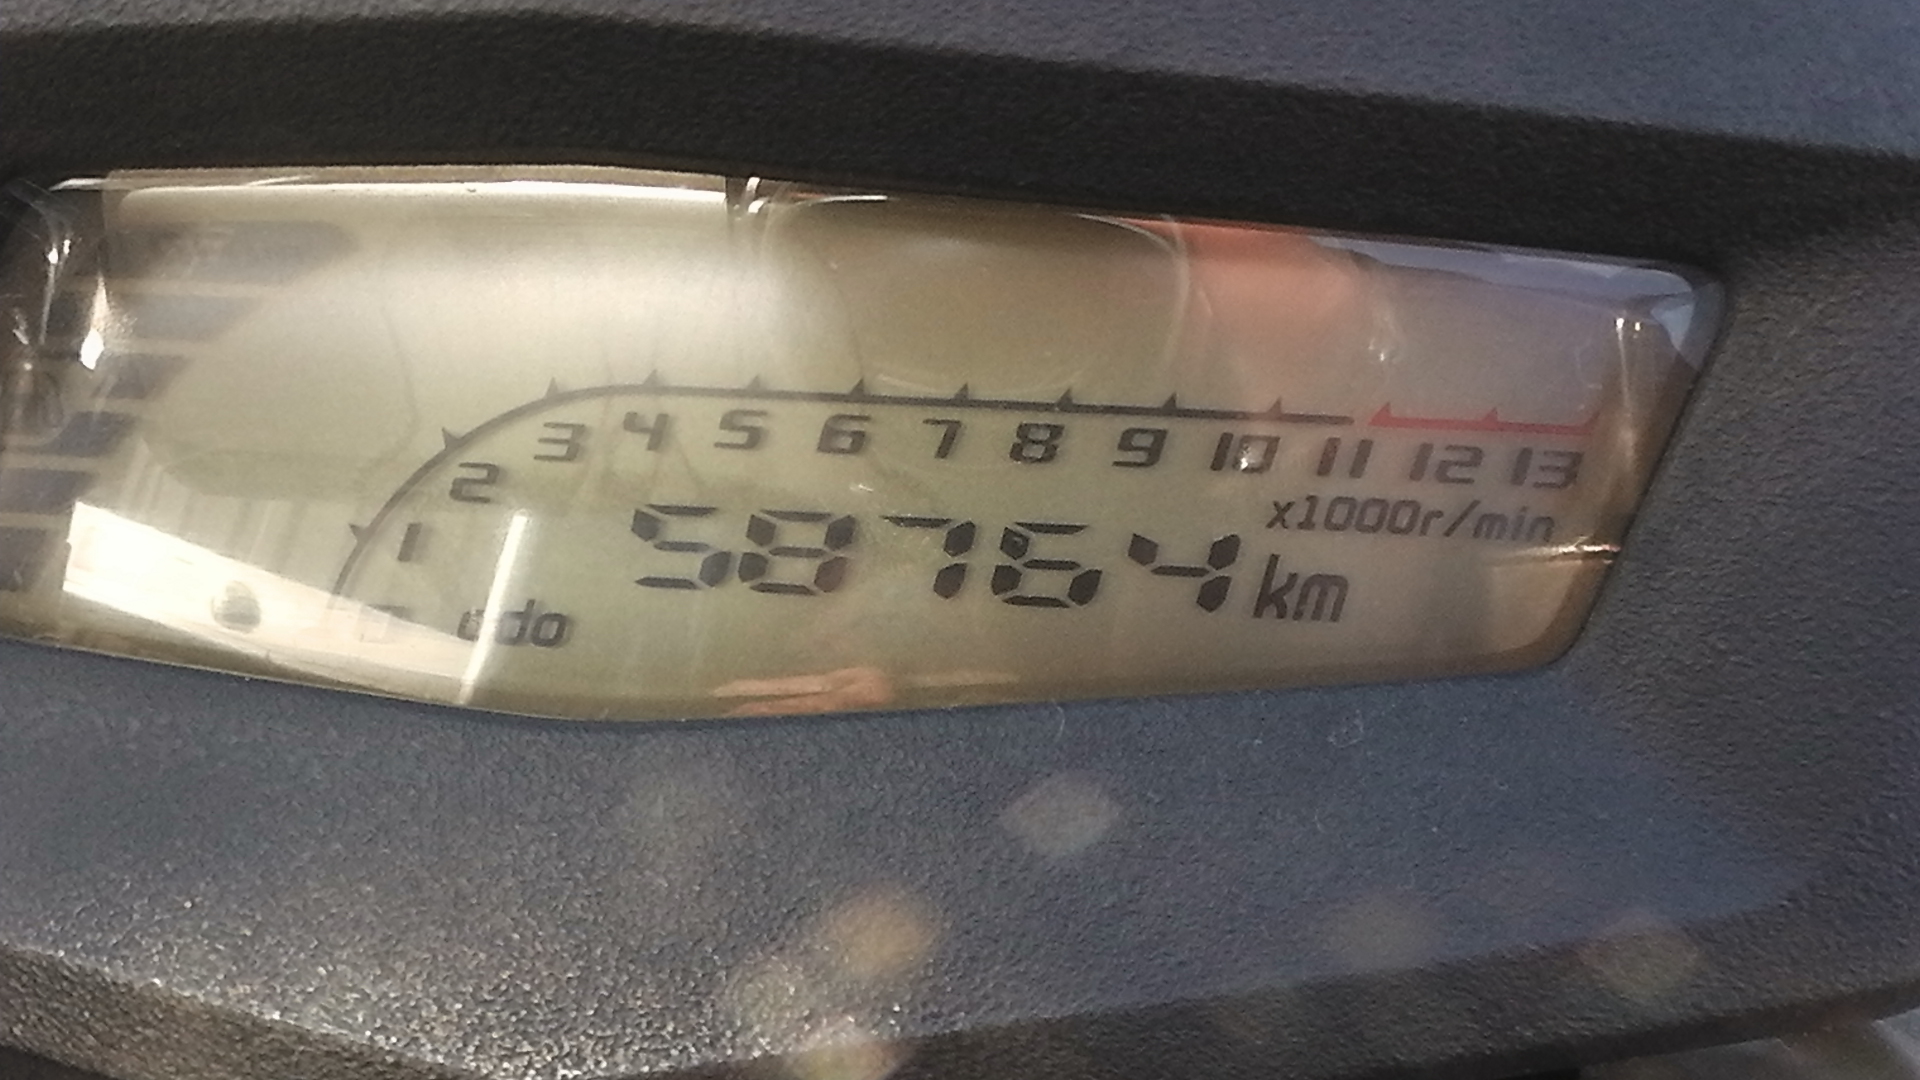 1 2 3 4 5 6 7 8 9 10 11 12 13
x1000r/min
odo 58764 km